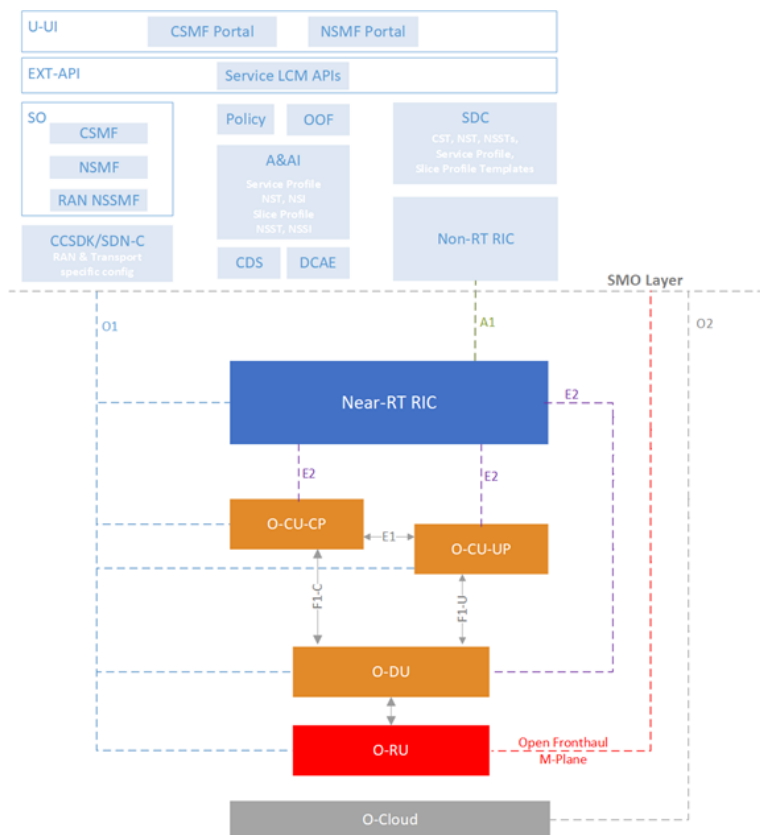 U-UI
CSMF Portal
NSMF Portal
EXT-API
Service LCM APIs
SO
CSMF
NSMF
RAN NSSMF
Policy
OOF
SDC
CST, NST, NSSTs,
Service Profile,
Slice Profile Templates
A&AI
Service Profile
NST, NSI
Slice Profile
NSST, NSSI
CCSDK/SDN-C
RAN & Transport
specific config
CDS
DCAE
Non-RT RIC
SMO Layer
O1
A1
O2
Near-RT RIC
E2
E2
E2
O-CU-CP
E1
O-CU-UP
F1-C
F1-U
O-DU
O-RU
Open Fronthaul
M-Plane
O-Cloud